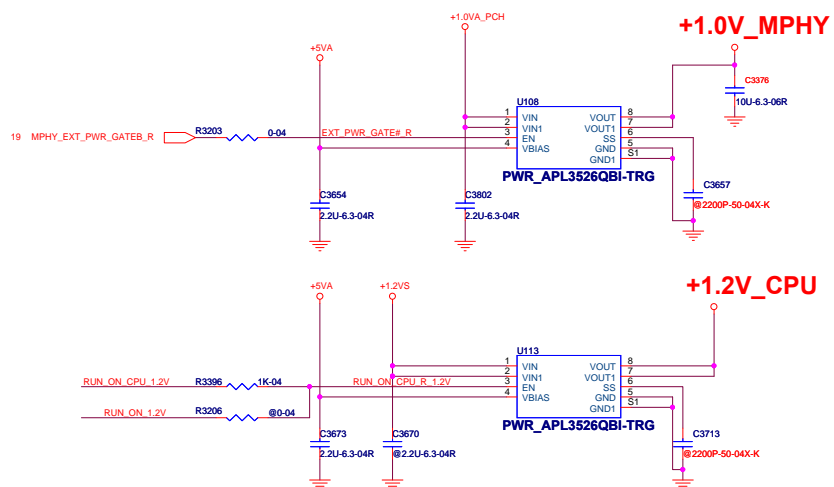 +1.0VA_PCH
+1.0V_MPHY
+5VA
C3376
10U-6.3-06R
U108
1 VIN VOUT 8
2 VIN1 VOUT1 7
3 EN SS 6
4 VBIAS GND 5
GND1 S1
PWR_APL3526QBI-TRG
19 MPHY_EXT_PWR_GATEB_R
R3203 0-04
EXT_PWR_GATE#_R
C3654
2.2U-6.3-04R
C3802
2.2U-6.3-04R
C3657
@2200P-50-04X-K
+5VA
+1.2VS
+1.2V_CPU
U113
1 VIN VOUT 8
2 VIN1 VOUT1 7
3 EN SS 6
4 VBIAS GND 5
GND1 S1
PWR_APL3526QBI-TRG
RUN_ON_CPU_1.2V
R3396 1K-04
RUN_ON_CPU_R_1.2V
RUN_ON_1.2V
R3206 @0-04
C3673
2.2U-6.3-04R
C3670
@2.2U-6.3-04R
C3713
@2200P-50-04X-K